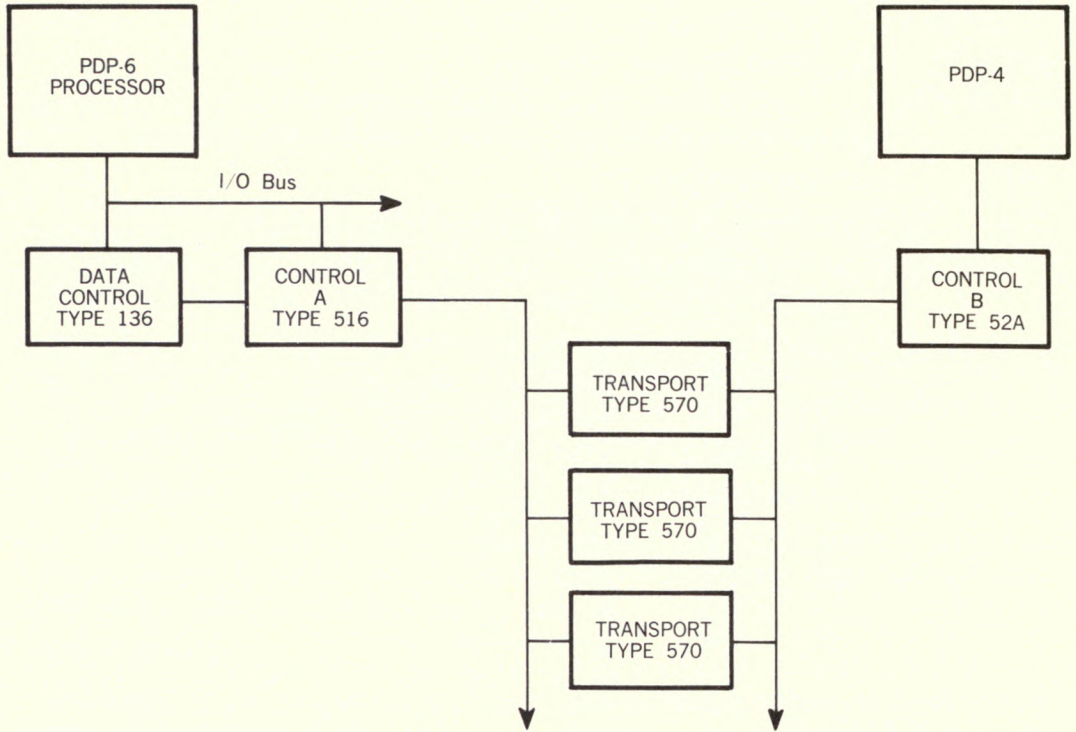 PDP-6
PROCESSOR
PDP-4
I/O Bus
DATA
CONTROL
TYPE 136
CONTROL
A
TYPE 516
CONTROL
B
TYPE 52A
TRANSPORT
TYPE 570
TRANSPORT
TYPE 570
TRANSPORT
TYPE 570